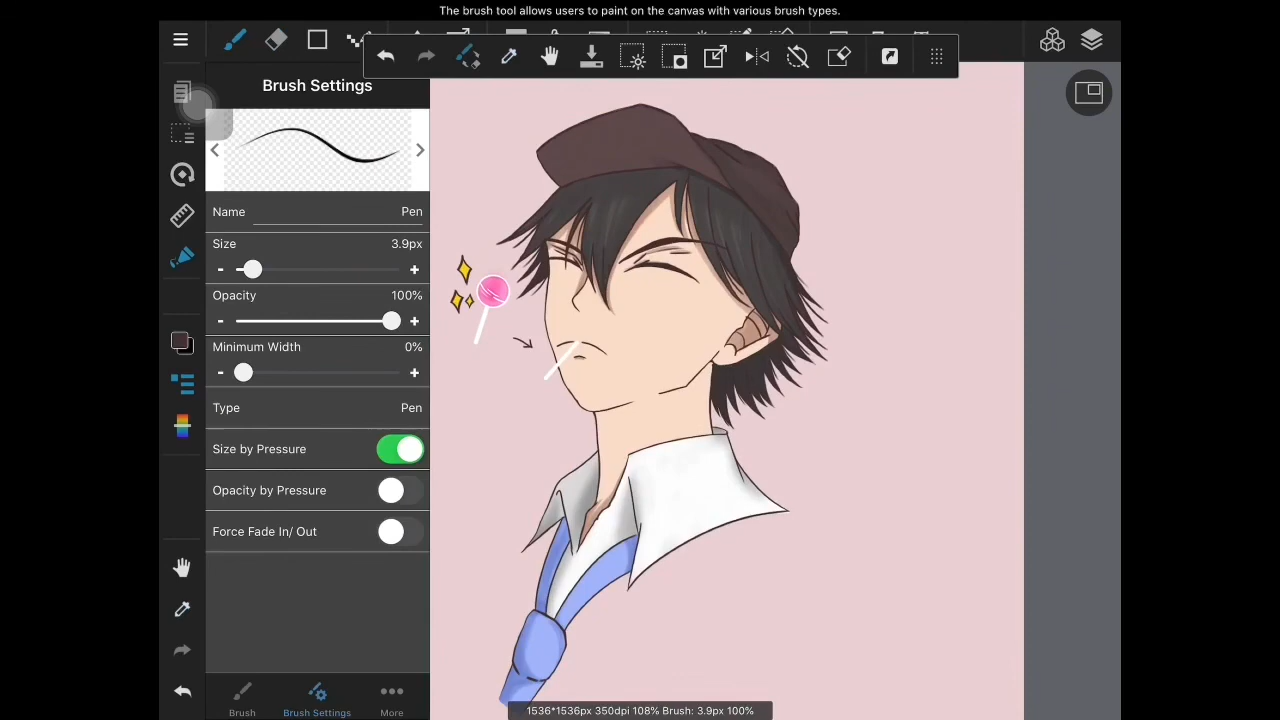 The brush tool allows users to paint on the canvas with various brush types.
Brush Settings
Name Pen
Size 3.9px
- +
Opacity 100%
- +
Minimum Width 0%
- +
Type Pen
Size by Pressure
Opacity by Pressure
Force Fade In/ Out
Brush Brush Settings More
1536*1536px 350dpi 108% Brush: 3.9px 100%